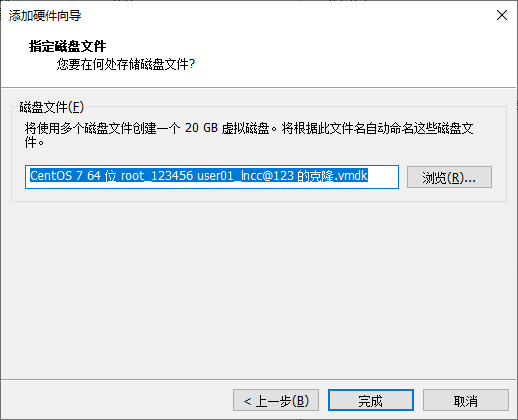 添加硬件向导
指定磁盘文件
您要在何处存储磁盘文件?
磁盘文件(F)
将使用多个磁盘文件创建一个 20 GB 虚拟磁盘。将根据此文件名自动命名这些磁盘文
件。
CentOS 7 64 位 root_123456 user01_lncc@123 的克隆.vmdk
浏览(R)...
< 上一步(B)
完成
取消